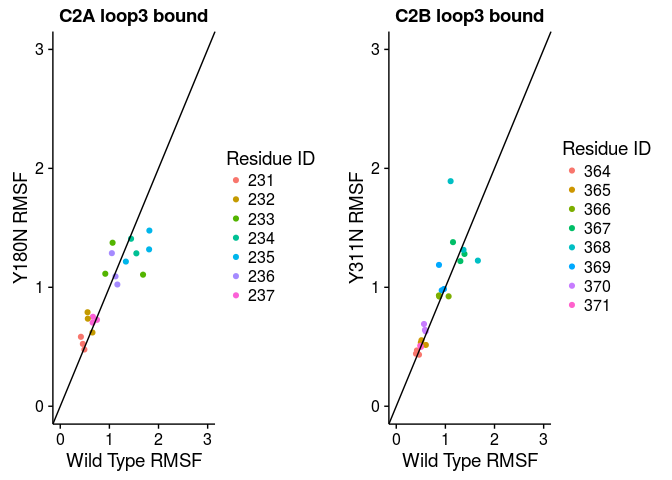 C2A loop3 bound
3
2
1
0
0 1 2 3
Wild Type RMSF
Y180N RMSF
Residue ID
231
232
233
234
235
236
237
C2B loop3 bound
3
2
1
0
0 1 2 3
Wild Type RMSF
Y311N RMSF
Residue ID
364
365
366
367
368
369
370
371